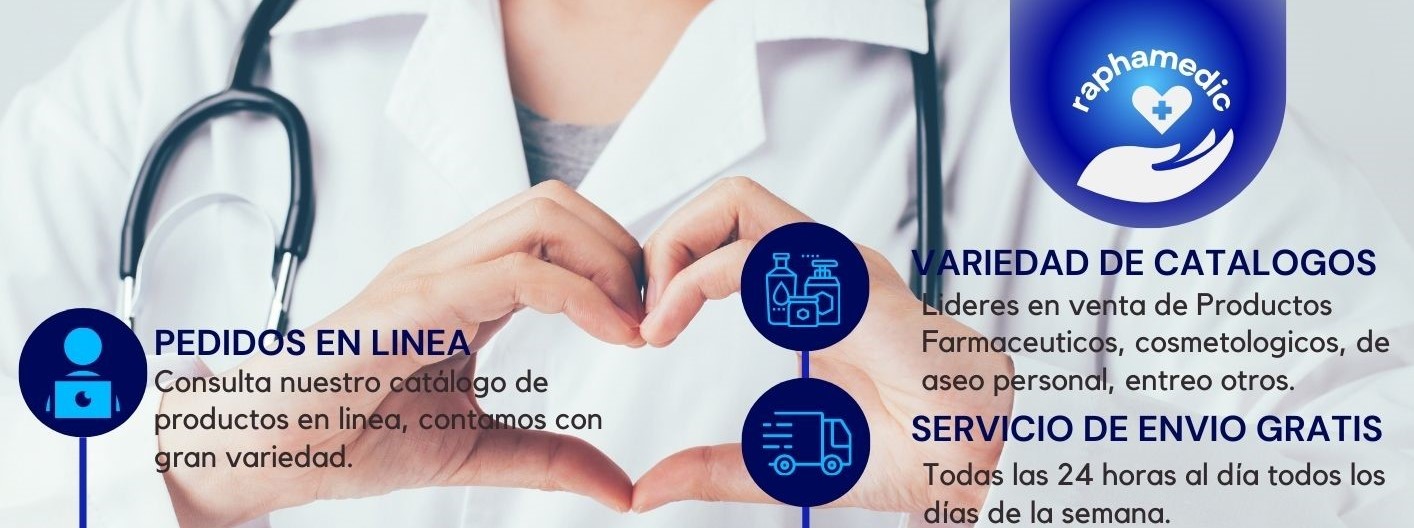 raphamedic
PEDIDOS EN LINEA
Consulta nuestro catálogo de
productos en linea, contamos con
gran variedad.
VARIEDAD DE CATALOGOS
Lideres en venta de Productos
Farmaceuticos, cosmetologicos, de
aseo personal, entreo otros.
SERVICIO DE ENVIO GRATIS
Todas las 24 horas al día todos los
días de la semana.